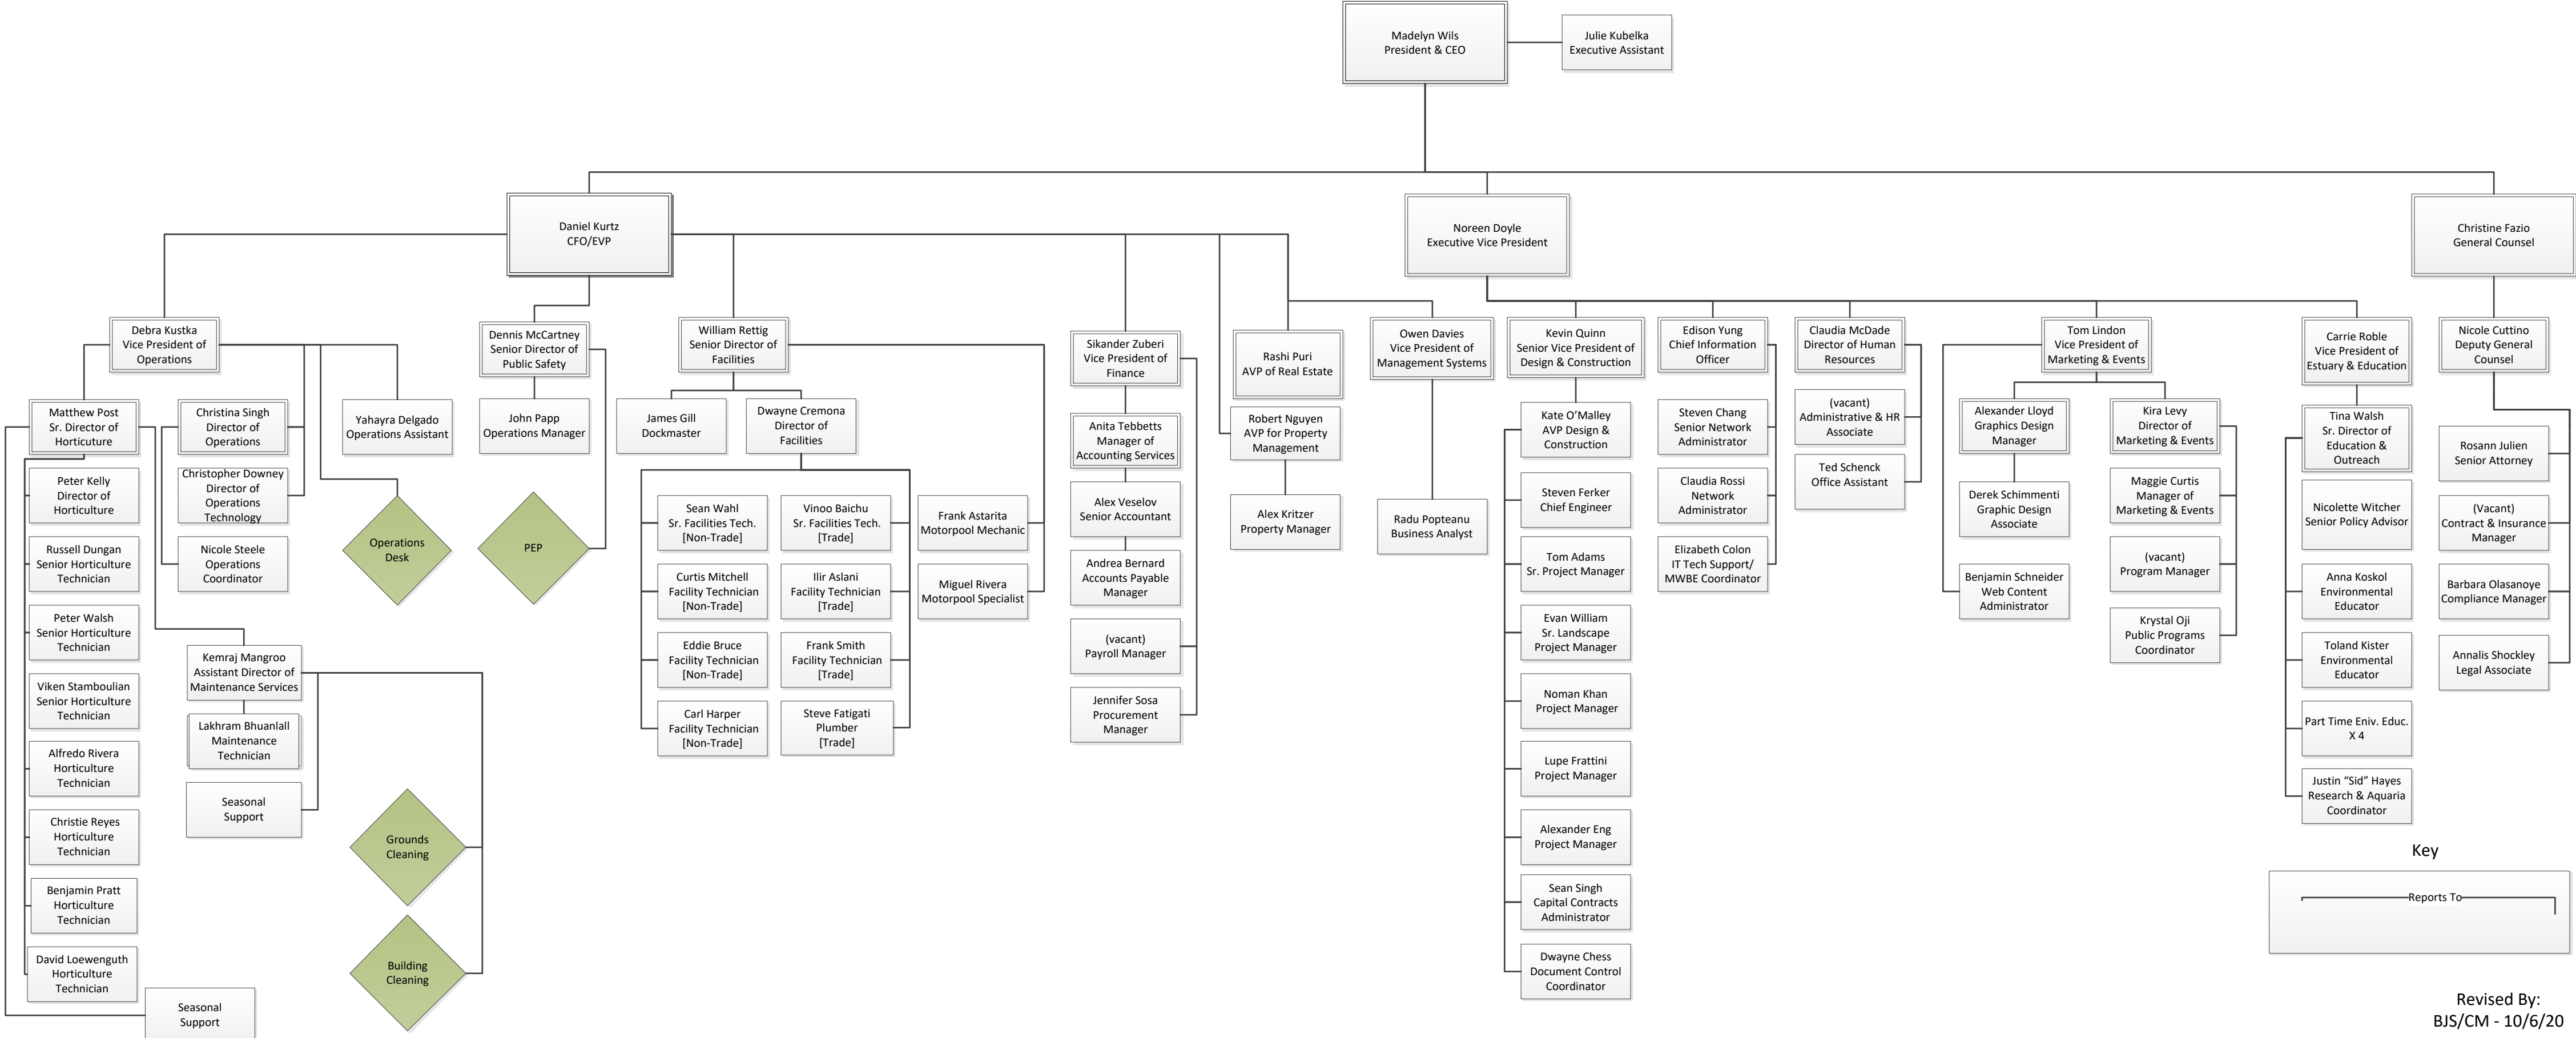 Madelyn Wils
President & CEO
Julie Kubelka
Executive Assistant
Daniel Kurtz
CFO/EVP
Noreen Doyle
Executive Vice President
Christine Fazio
General Counsel
Debra Kustka
Vice President of
Operations
Dennis McCartney
Senior Director of
Public Safety
William Rettig
Senior Director of
Facilities
Sikander Zuberi
Vice President of
Finance
Rashi Puri
AVP of Real Estate
Owen Davies
Vice President of
Management Systems
Kevin Quinn
Senior Vice President of
Design & Construction
Edison Yung
Chief Information
Officer
Claudia McDade
Director of Human
Resources
Tom Lindon
Vice President of
Marketing & Events
Carrie Roble
Vice President of
Estuary & Education
Nicole Cuttino
Deputy General
Counsel
Matthew Post
Sr. Director of
Horticuture
Christina Singh
Director of
Operations
Yahayra Delgado
Operations Assistant
John Papp
Operations Manager
James Gill
Dockmaster
Dwayne Cremona
Director of
Facilities
Anita Tebbetts
Manager of
Accounting Services
Robert Nguyen
AVP for Property
Management
Kate O’Malley
AVP Design &
Construction
Steven Chang
Senior Network
Administrator
(vacant)
Administrative & HR
Associate
Alexander Lloyd
Graphics Design
Manager
Kira Levy
Director of
Marketing & Events
Tina Walsh
Sr. Director of
Education &
Outreach
Rosann Julien
Senior Attorney
Peter Kelly
Director of
Horticulture
Christopher Downey
Director of
Operations
Technology
Operations
Desk
PEP
Sean Wahl
Sr. Facilities Tech.
[Non-Trade]
Vinoo Baichu
Sr. Facilities Tech.
[Trade]
Frank Astarita
Motorpool Mechanic
Alex Veselov
Senior Accountant
Alex Kritzer
Property Manager
Radu Popteanu
Business Analyst
Steven Ferker
Chief Engineer
Claudia Rossi
Network
Administrator
Ted Schenck
Office Assistant
Derek Schimmenti
Graphic Design
Associate
Maggie Curtis
Manager of
Marketing & Events
Nicolette Witcher
Senior Policy Advisor
(Vacant)
Contract & Insurance
Manager
Russell Dungan
Senior Horticulture
Technician
Nicole Steele
Operations
Coordinator
Curtis Mitchell
Facility Technician
[Non-Trade]
Ilir Aslani
Facility Technician
[Trade]
Miguel Rivera
Motorpool Specialist
Andrea Bernard
Accounts Payable
Manager
Tom Adams
Sr. Project Manager
Elizabeth Colon
IT Tech Support/
MWBE Coordinator
Benjamin Schneider
Web Content
Administrator
(vacant)
Program Manager
Anna Koskol
Environmental
Educator
Barbara Olasanoye
Compliance Manager
Peter Walsh
Senior Horticulture
Technician
Kemraj Mangroo
Assistant Director of
Maintenance Services
Eddie Bruce
Facility Technician
[Non-Trade]
Frank Smith
Facility Technician
[Trade]
(vacant)
Payroll Manager
Evan William
Sr. Landscape
Project Manager
Krystal Oji
Public Programs
Coordinator
Toland Kister
Environmental
Educator
Annalis Shockley
Legal Associate
Viken Stamboulian
Senior Horticulture
Technician
Lakhram Bhuanlall
Maintenance
Technician
Carl Harper
Facility Technician
[Non-Trade]
Steve Fatigati
Plumber
[Trade]
Jennifer Sosa
Procurement
Manager
Noman Khan
Project Manager
Part Time Eniv. Educ.
X 4
Alfredo Rivera
Horticulture
Technician
Seasonal
Support
Lupe Frattini
Project Manager
Justin “Sid” Hayes
Research & Aquaria
Coordinator
Christie Reyes
Horticulture
Technician
Grounds
Cleaning
Alexander Eng
Project Manager
Key
Reports To
Benjamin Pratt
Horticulture
Technician
Sean Singh
Capital Contracts
Administrator
David Loewenguth
Horticulture
Technician
Building
Cleaning
Dwayne Chess
Document Control
Coordinator
Seasonal
Support
Revised By:
BJS/CM - 10/6/20